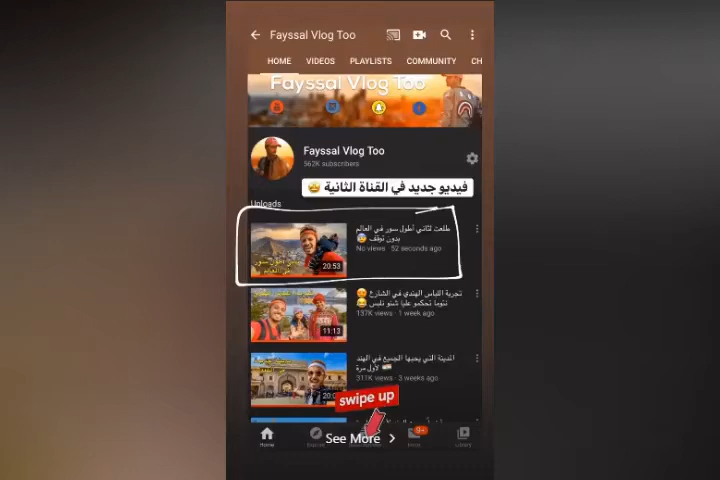 Fayssal Vlog Too
HOME VIDEOS PLAYLISTS COMMUNITY CH
Fayssal Vlog Too
Fayssal Vlog Too
562K subscribers
فيديو جديد في القناة الثانية 🤩
Uploads
طلعت لثاني أطول سور في العالم
بدون توقف 😰
No views · 52 seconds ago
20:53
تجربة اللباس الهندي في الشارع 😍
نتوما تحكمو عليا شنو نلبس 😂
137K views · 1 week ago
11:13
المدينة التي يحبها الجميع في الهند
لأول مرة 🇮🇳
311K views · 3 weeks ago
swipe up
See More
Home
Library